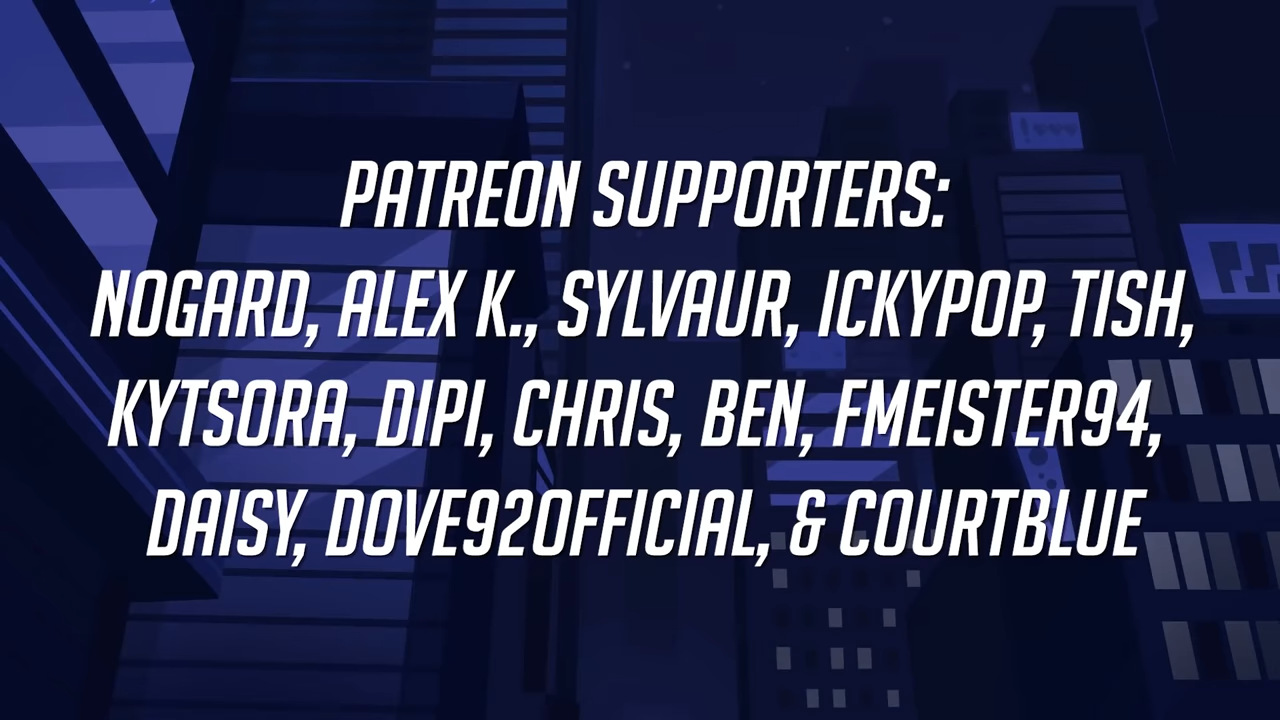 PATREON SUPPORTERS:
NOGARD, ALEX K., SYLVAUR, ICKYPOP, TISH,
KYTSORA, DIPI, CHRIS, BEN, FMEISTER94,
DAISY, DOVE92OFFICIAL, & COURTBLUE